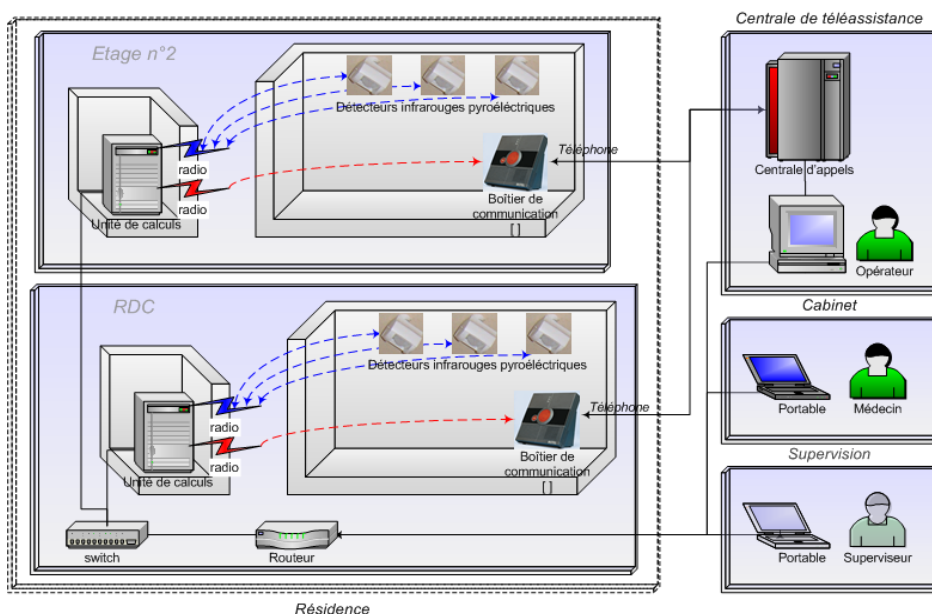 Centrale de téléassistance
Etage n°2
Détecteurs infrarouges pyroéléctriques
radio
radio
Unité de calculs
Téléphone
Boîtier de
communication
[ ]
Centrale d'appels
Opérateur
RDC
Détecteurs infrarouges pyroéléctriques
radio
radio
Unité de calculs
Téléphone
Boîtier de
communication
[ ]
Cabinet
Portable
Médecin
Supervision
Portable
Superviseur
switch
Routeur
Résidence